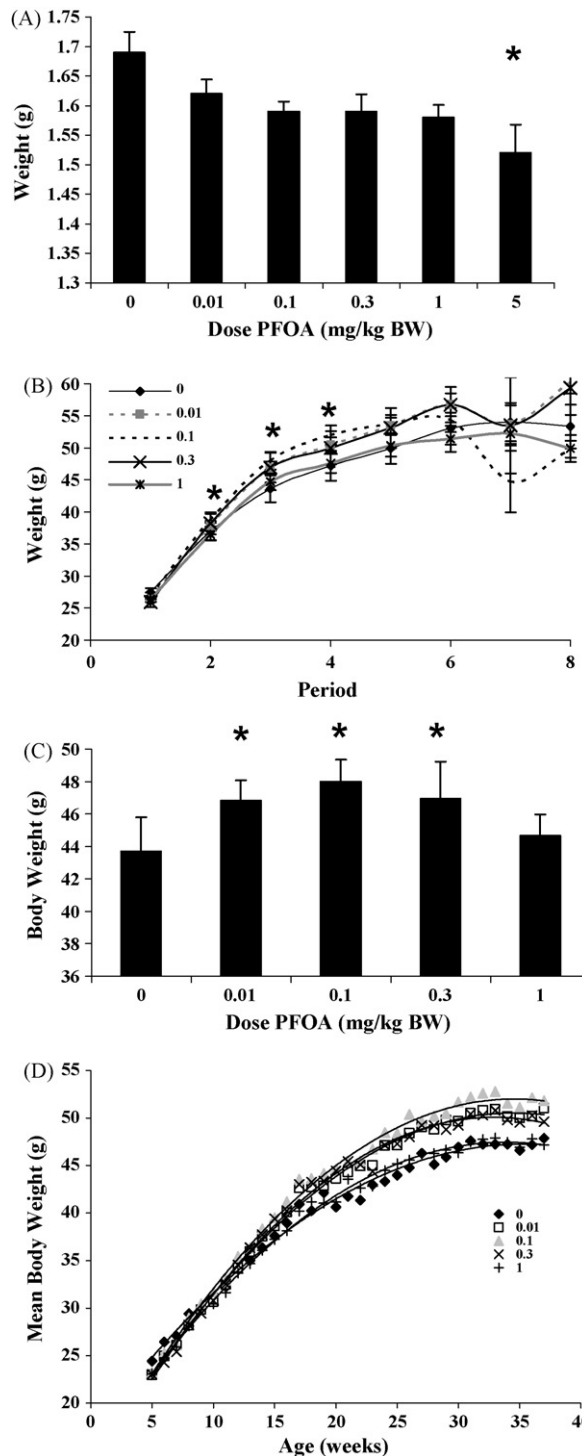 (A)
Weight (g)
1.75
1.7
1.65
1.6
1.55
1.5
1.45
1.4
1.35
1.3
*
0 0.01 0.1 0.3 1 5
Dose PFOA (mg/kg BW)
(B)
Weight (g)
60
55
50
45
40
35
30
25
20
0
0.01
0.1
0.3
1
* * *
0 2 4 6 8
Period
(C)
Body Weight (g)
50
48
46
44
42
40
38
36
* * *
0 0.01 0.1 0.3 1
Dose PFOA (mg/kg BW)
(D)
Mean Body Weight (g)
55
50
45
40
35
30
25
20
0
0.01
0.1
0.3
1
0 5 10 15 20 25 30 35 40
Age (weeks)